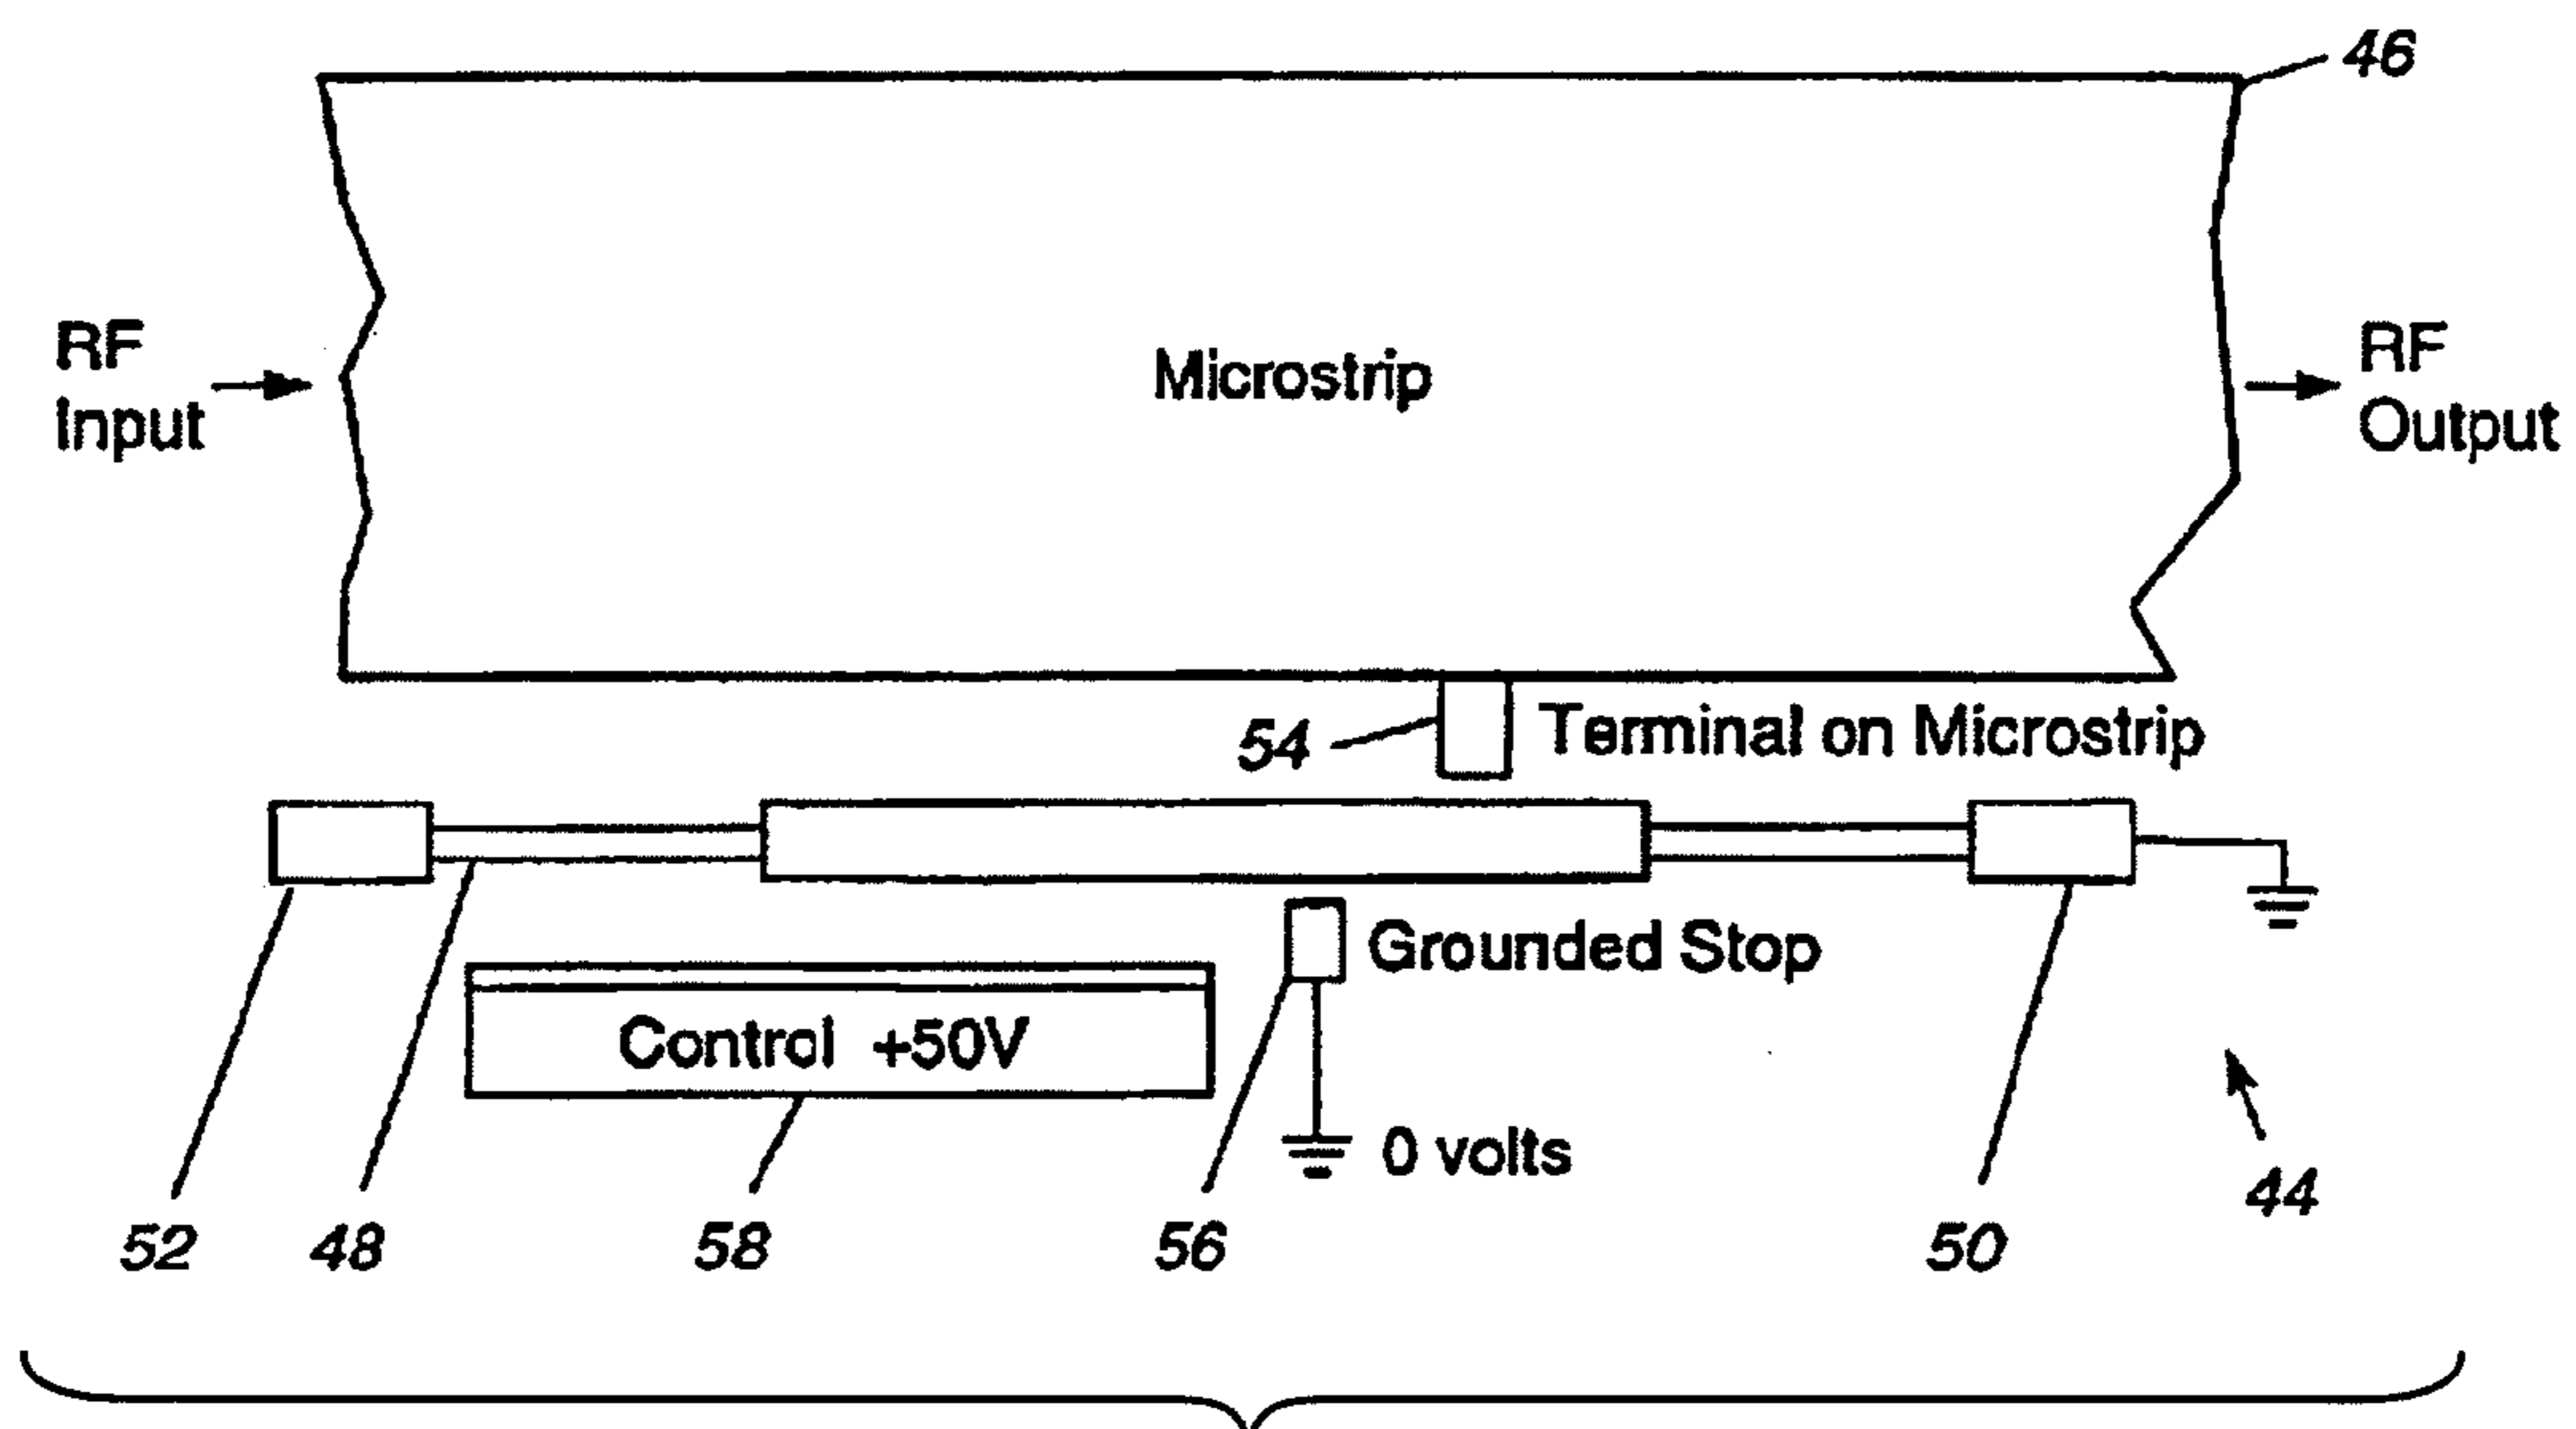 46
RF
Input
Microstrip
RF
Output
54
Terminal on Microstrip
Grounded Stop
Control +50V
0 volts
52
48
58
56
50
44